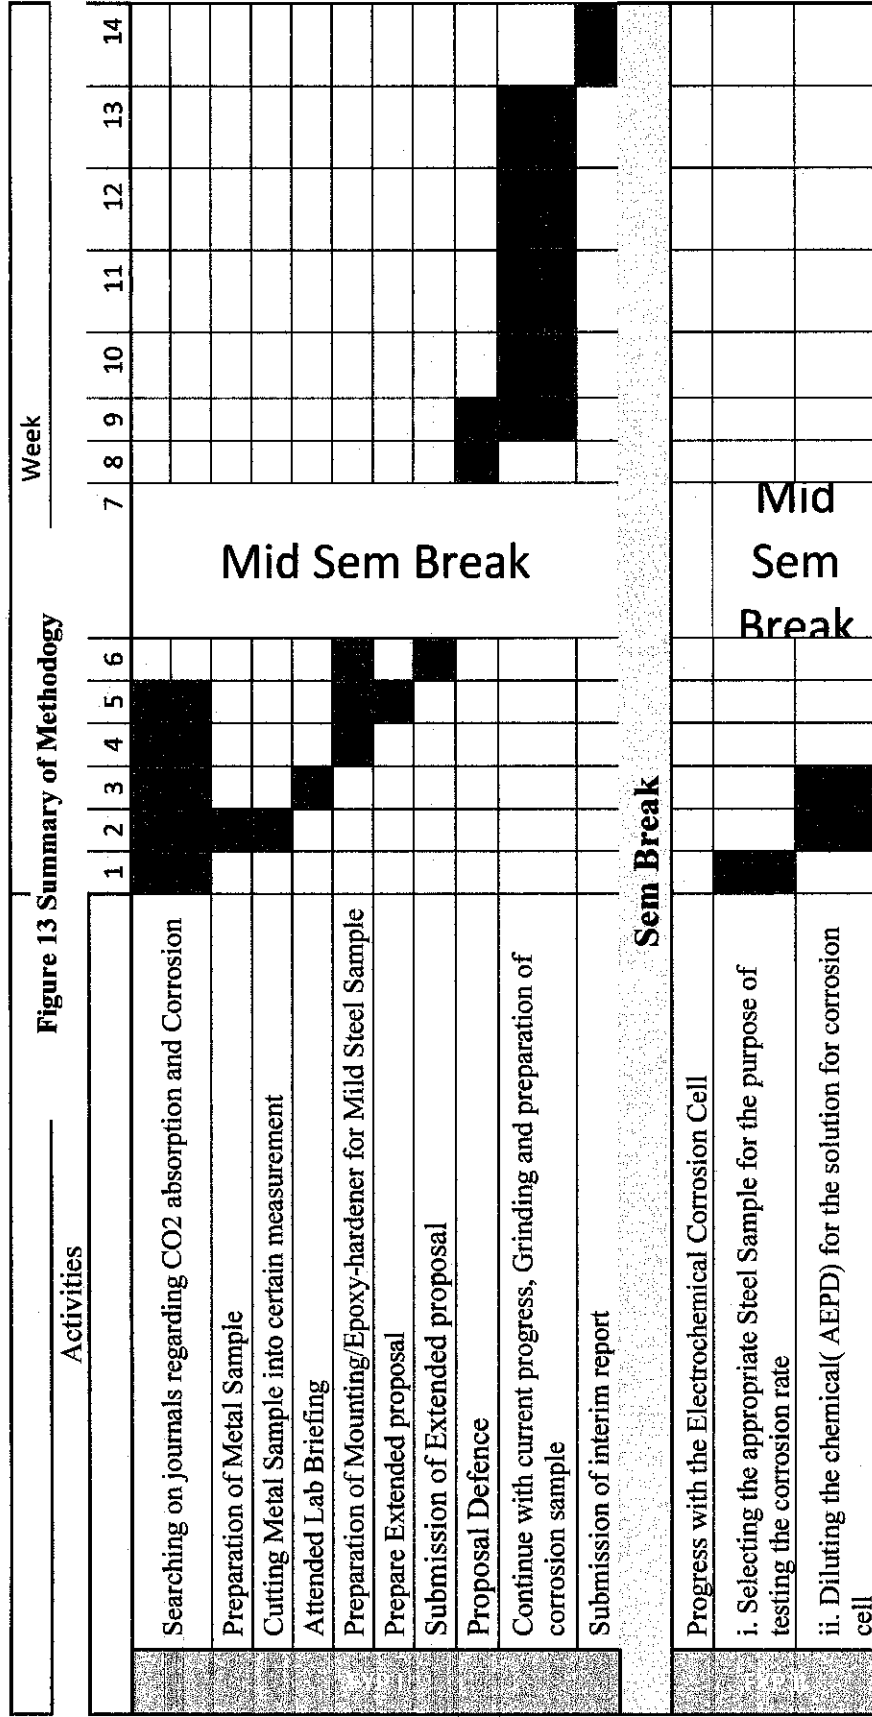 Figure 13 Summary of Methodogy
Activities
Week
1 2 3 4 5 6 7 8 9 10 11 12 13 14
Searching on journals regarding CO2 absorption and Corrosion
Preparation of Metal Sample
Cutting Metal Sample into certain measurement
Attended Lab Briefing
Preparation of Mounting/Epoxy-hardener for Mild Steel Sample
Prepare Extended proposal
Submission of Extended proposal
Proposal Defence
Continue with current progress, Grinding and preparation of
corrosion sample
Submission of interim report
Mid Sem Break
Sem Break
Progress with the Electrochemical Corrosion Cell
i. Selecting the appropriate Steel Sample for the purpose of
testing the corrosion rate
ii. Diluting the chemical( AEPD) for the solution for corrosion
cell
Mid
Sem
Break